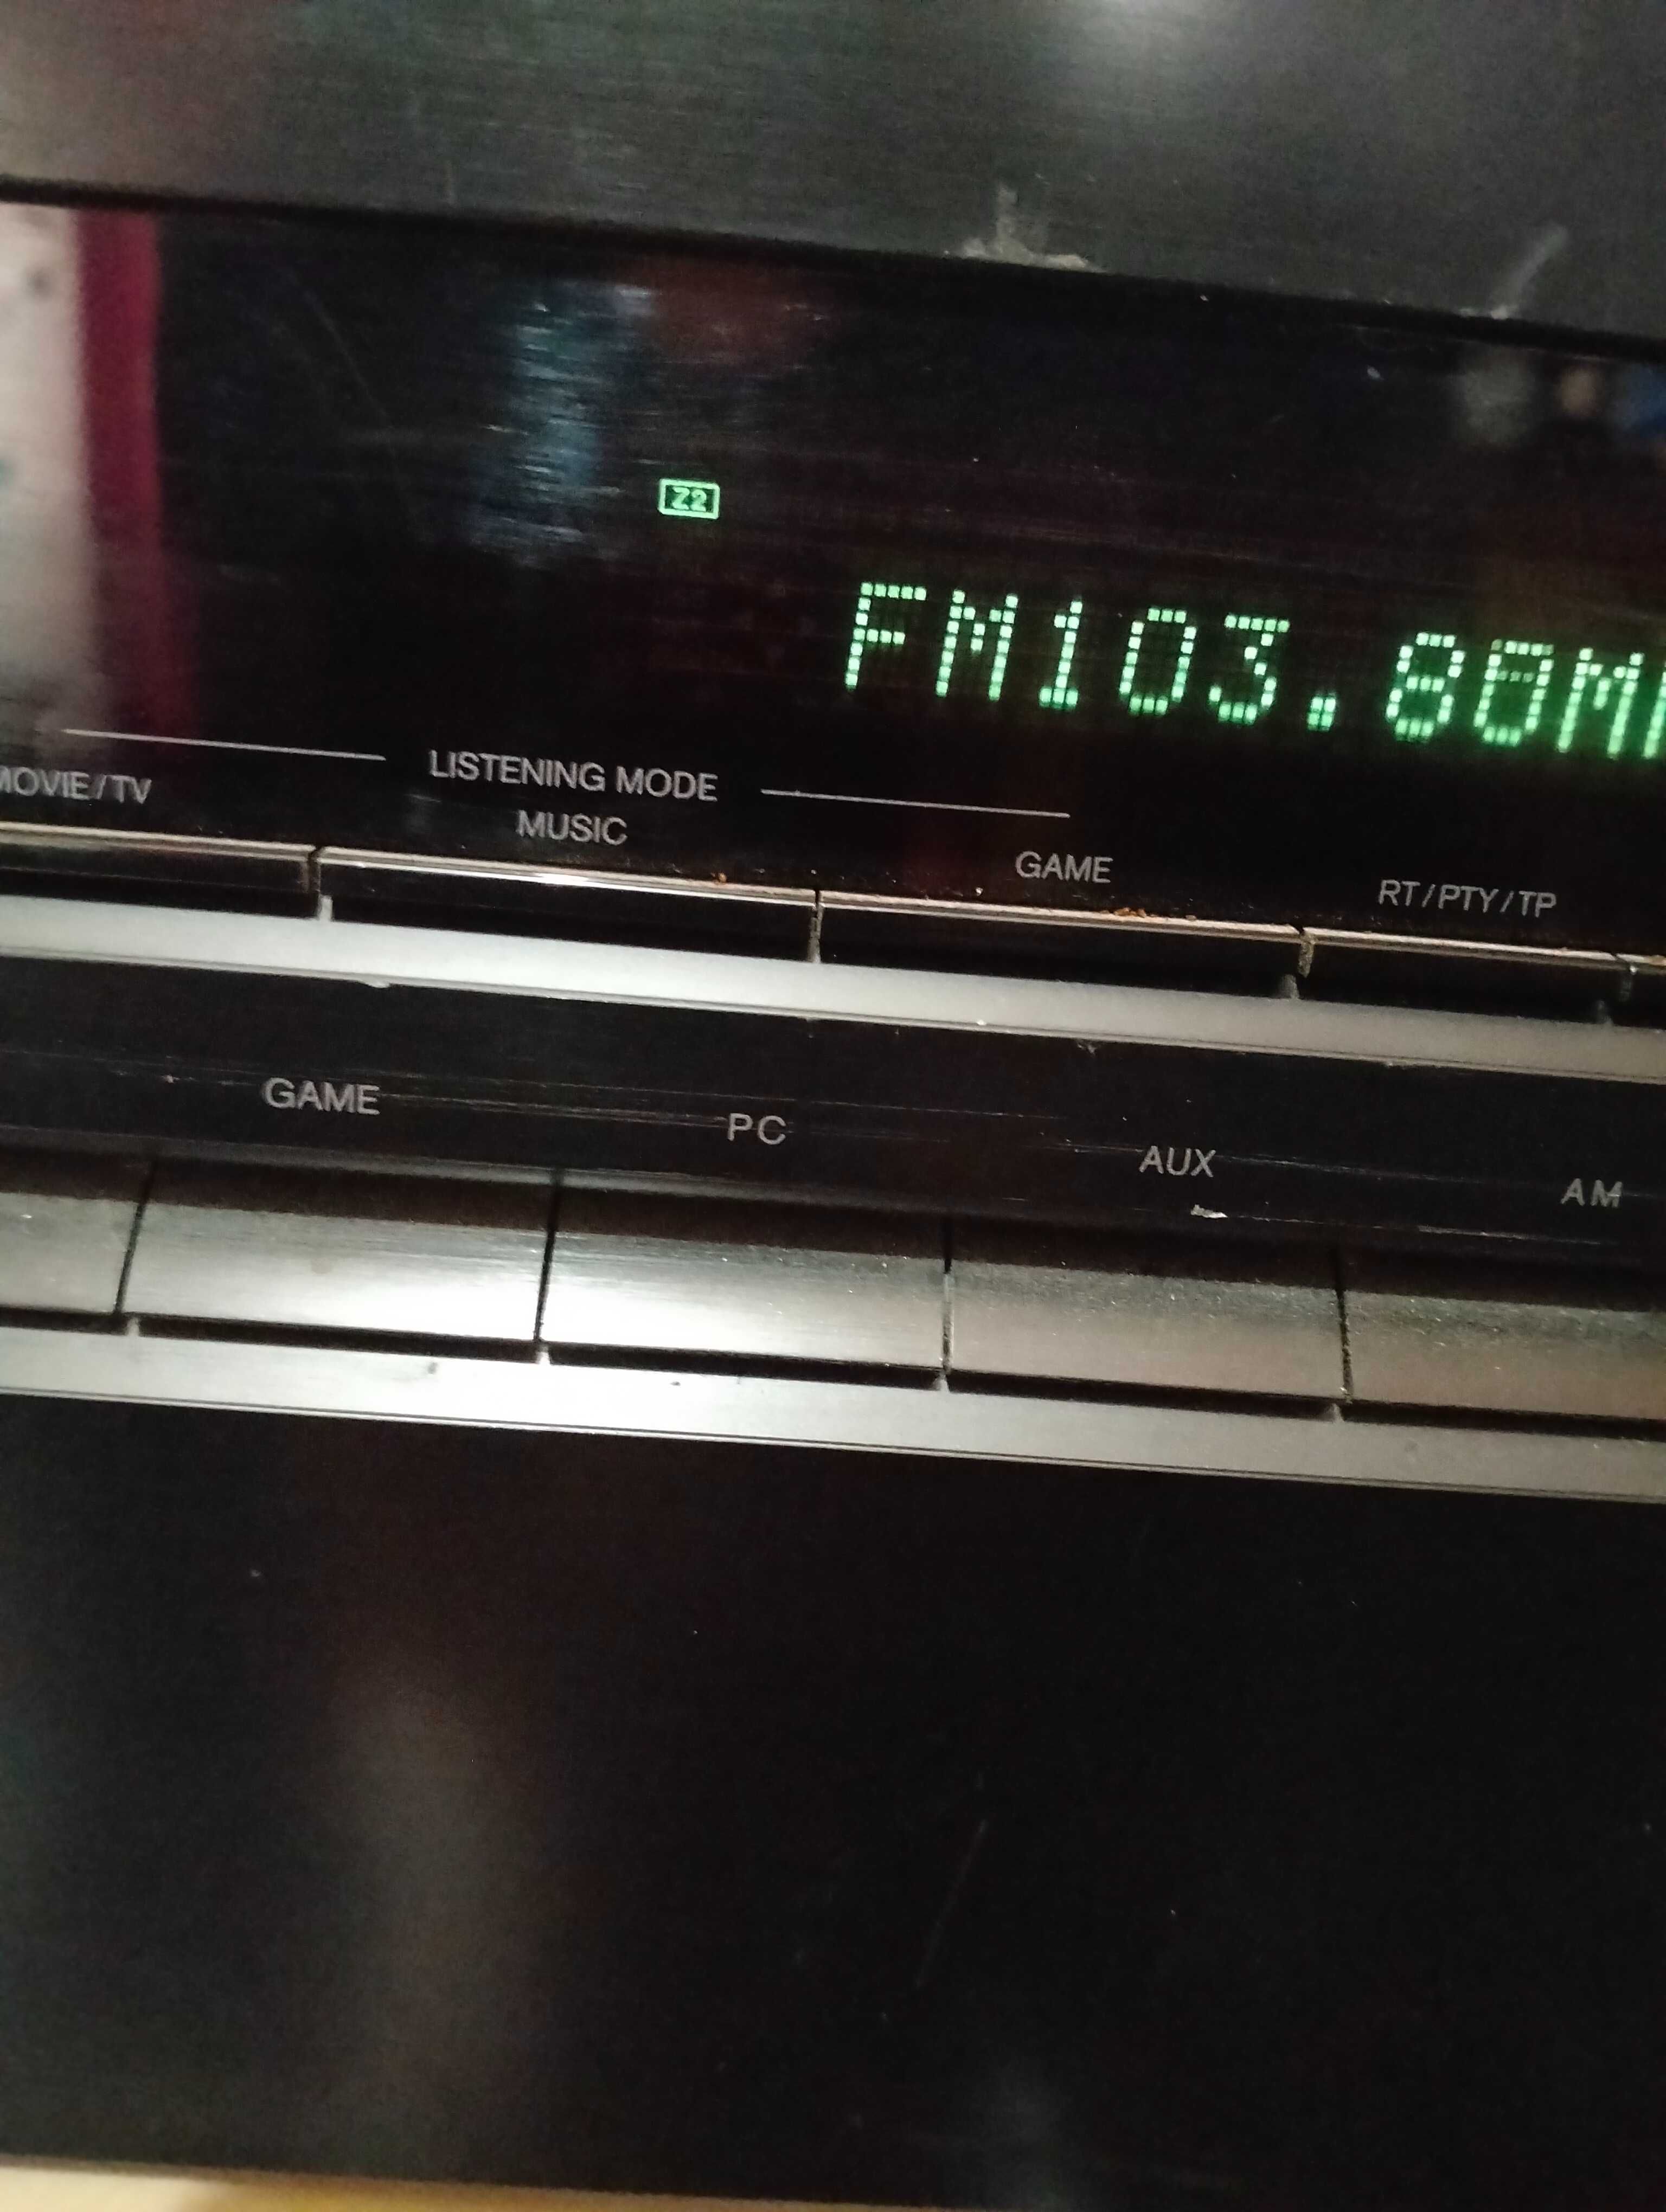 Z2
FM103.80M
LISTENING MODE
MOVIE/TV MUSIC GAME RT/PTY/TP
GAME PC AUX AM